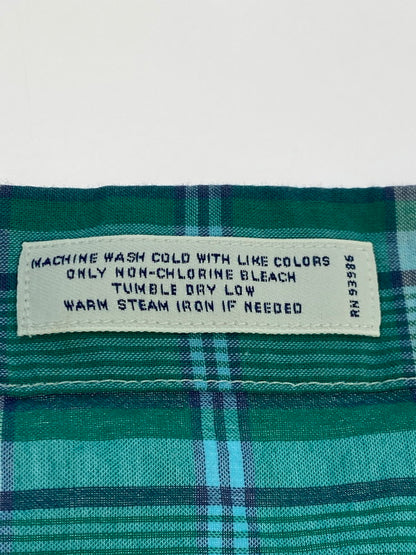 MACHINE WASH COLD WITH LIKE COLORS
ONLY NON-CHLORINE BLEACH
TUMBLE DRY LOW
WARM STEAM IRON IF NEEDED
RN 93986